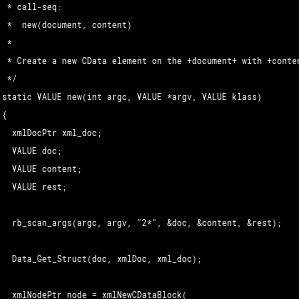 * call-seq:
*  new(document, content)
*
* Create a new CData element on the +document+ with
*/
static VALUE new(int argc, VALUE *argv, VALUE klass)
{
xmlDocPtr xml_doc;
VALUE doc;
VALUE content;
VALUE rest;
rb_scan_args(argc, argv, "2*", &doc, &content, &rest);
Data_Get_Struct(doc, xmlDoc, xml_doc);
xmlNodePtr node = xmlNewCDataBlock(